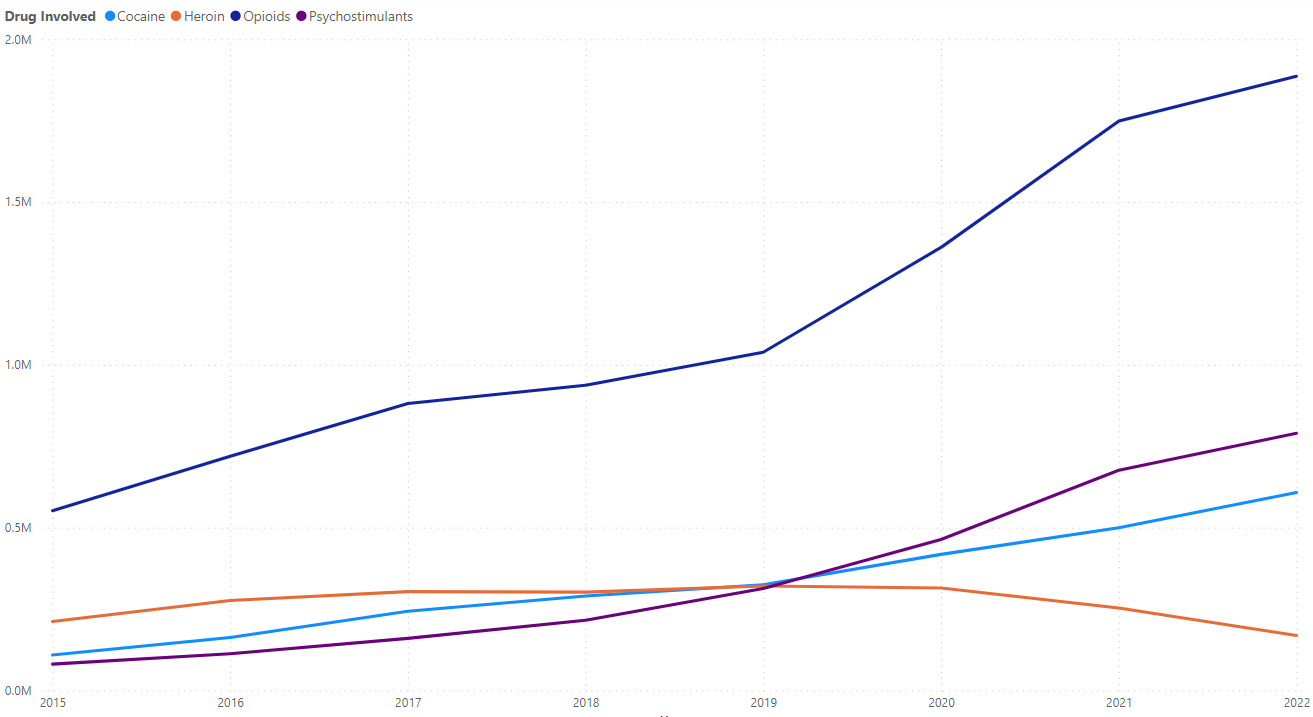 Drug Involved Cocaine Heroin Opioids Psychostimulants
2.0M
1.5M
1.0M
0.5M
0.0M
2015 2016 2017 2018 2019 2020 2021 2022